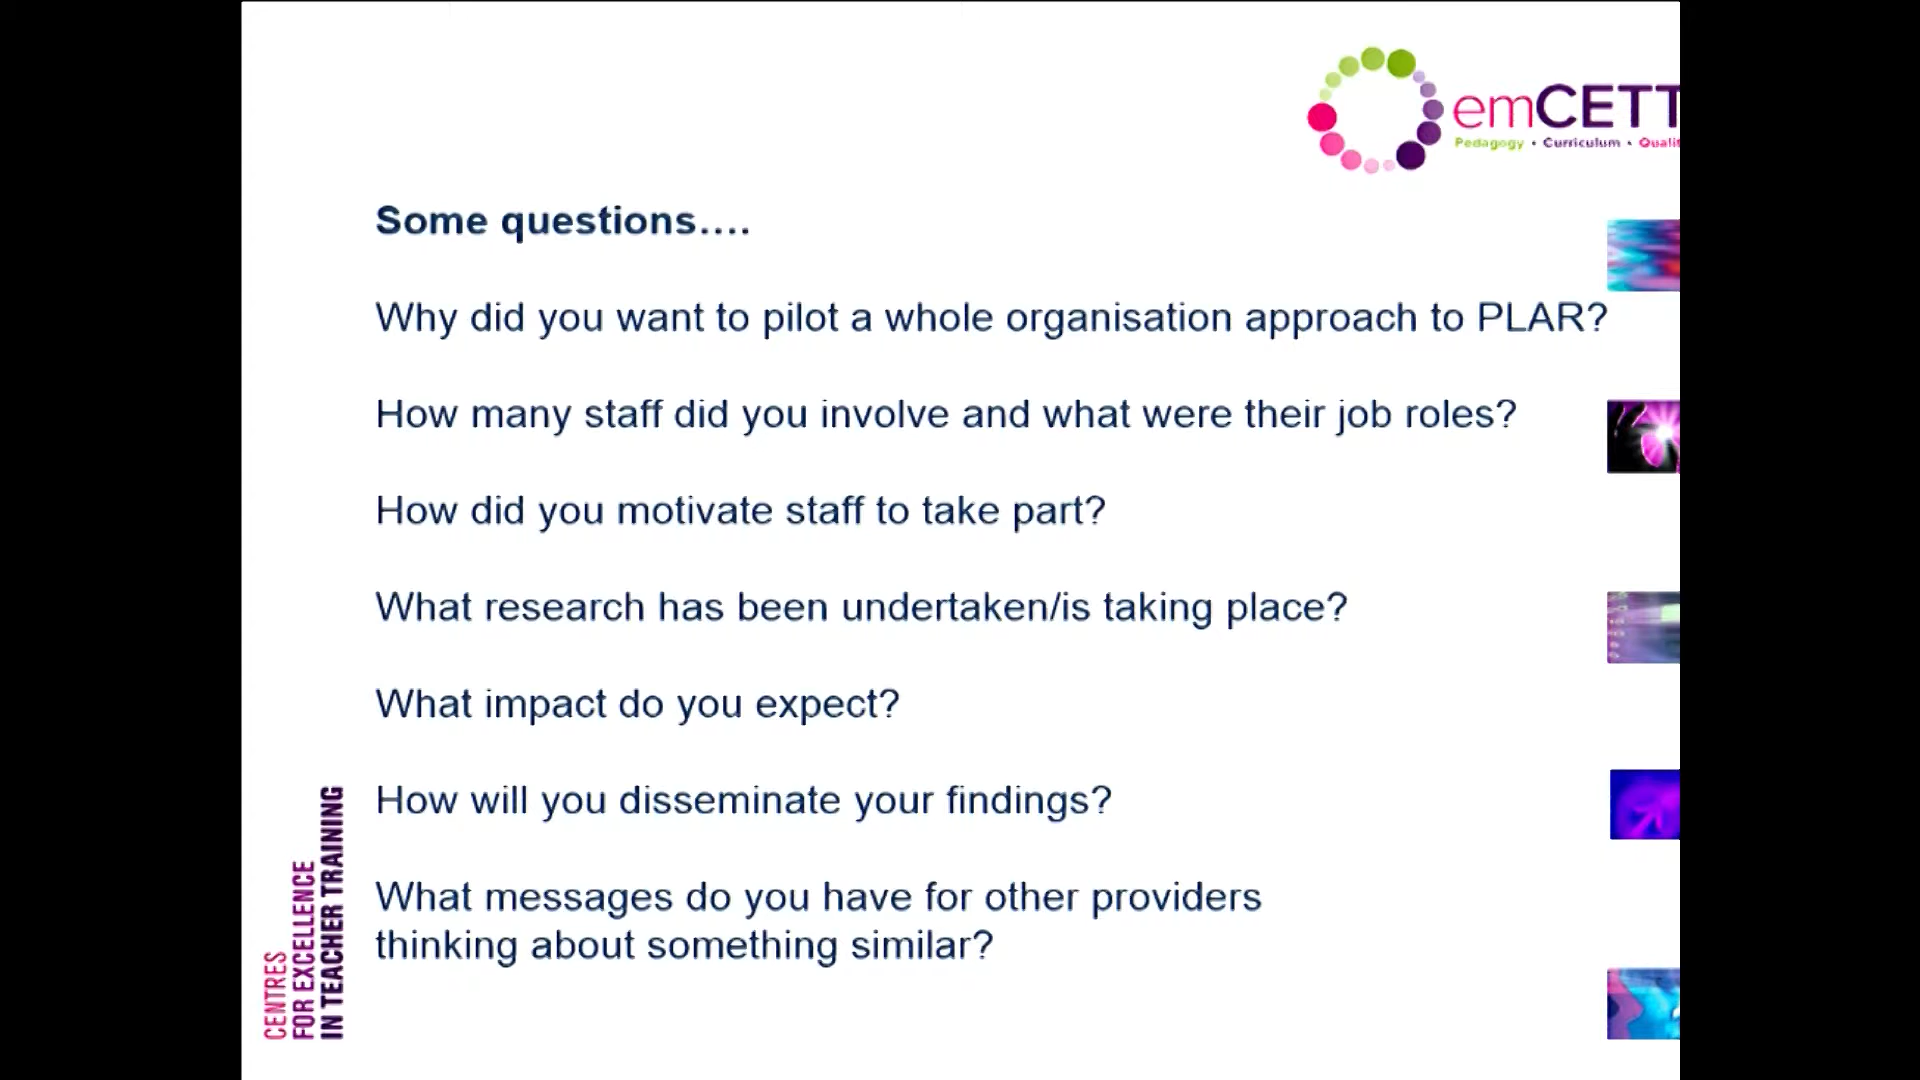 emCETT
Pedagogy • Curriculum • Qualit
Some questions....
Why did you want to pilot a whole organisation approach to PLAR?
How many staff did you involve and what were their job roles?
How did you motivate staff to take part?
What research has been undertaken/is taking place?
What impact do you expect?
How will you disseminate your findings?
What messages do you have for other providers
thinking about something similar?
CENTRES
FOR EXCELLENCE
IN TEACHER TRAINING